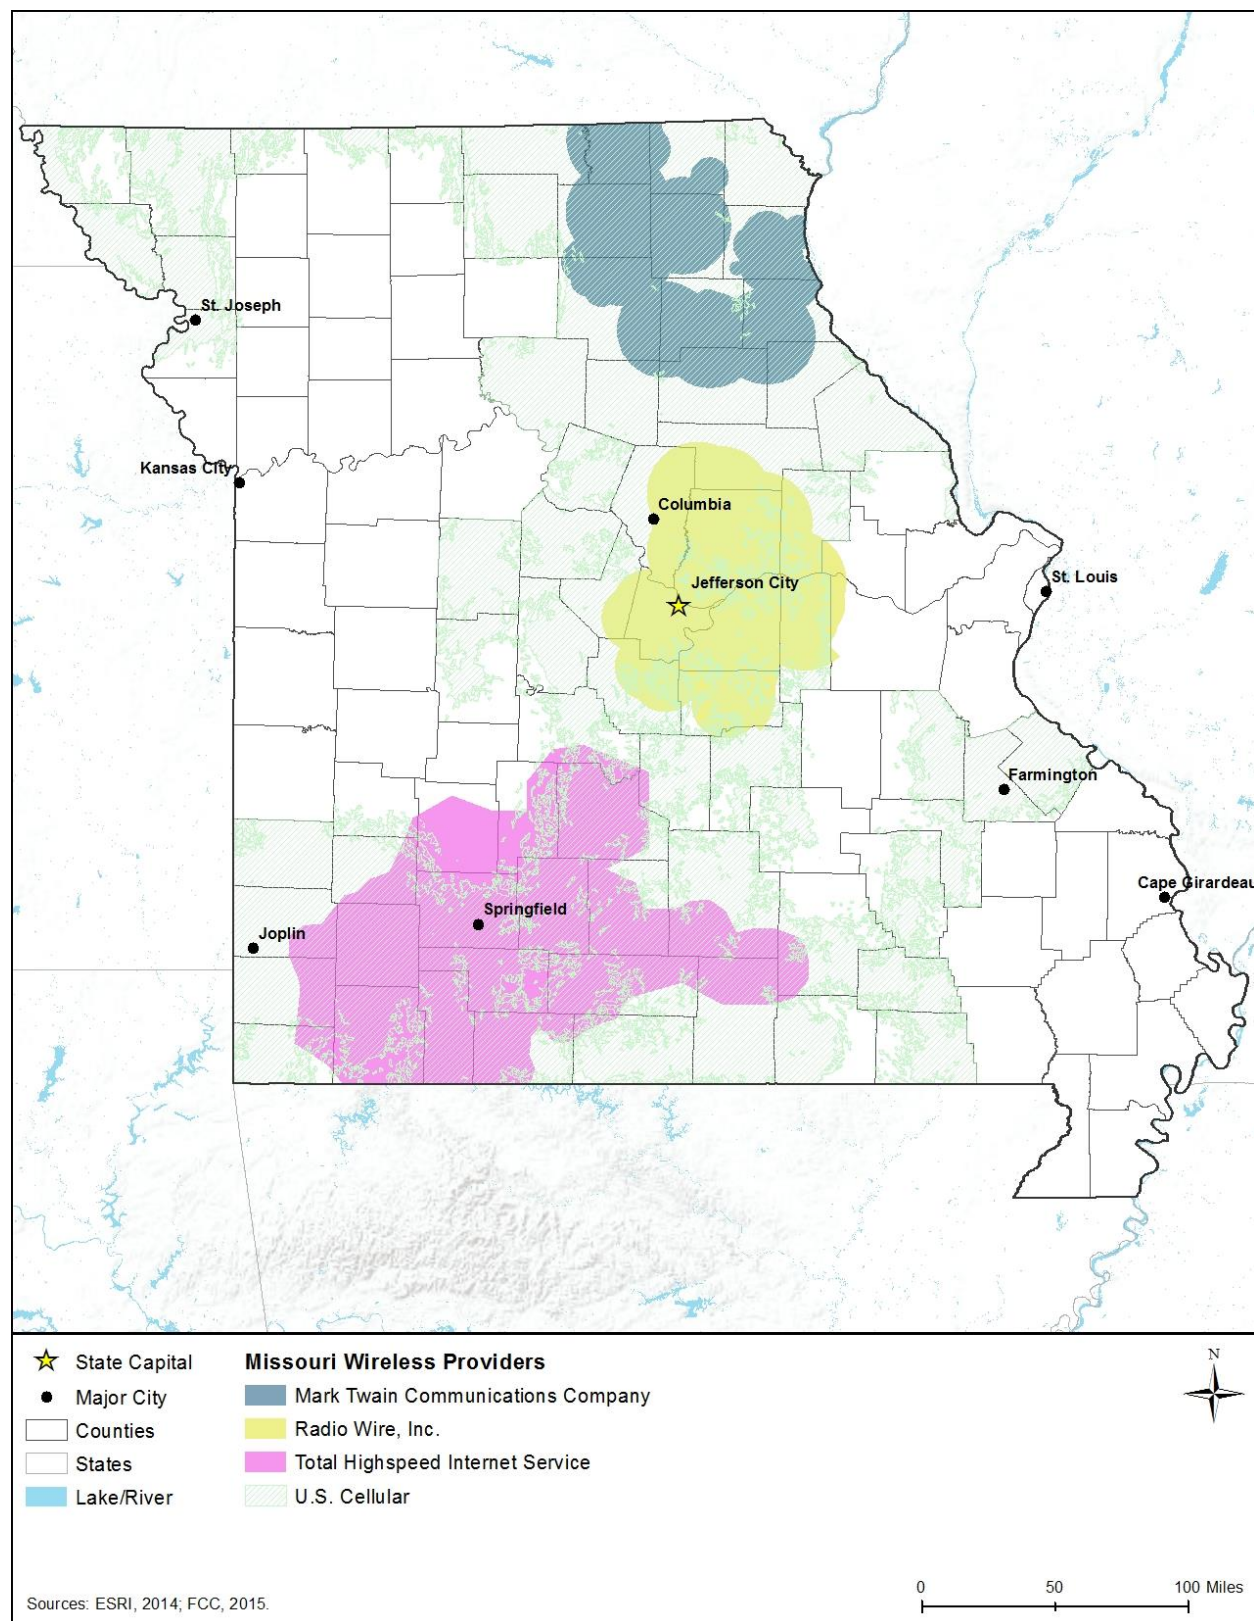 St. Joseph
Kansas City
Columbia
Jefferson City
St. Louis
Farmington
Cape Girardeau
Springfield
Joplin
State Capital
Major City
Counties
States
Lake/River
Missouri Wireless Providers
Mark Twain Communications Company
Radio Wire, Inc.
Total Highspeed Internet Service
U.S. Cellular
N
0 50 100 Miles
Sources: ESRI, 2014; FCC, 2015.